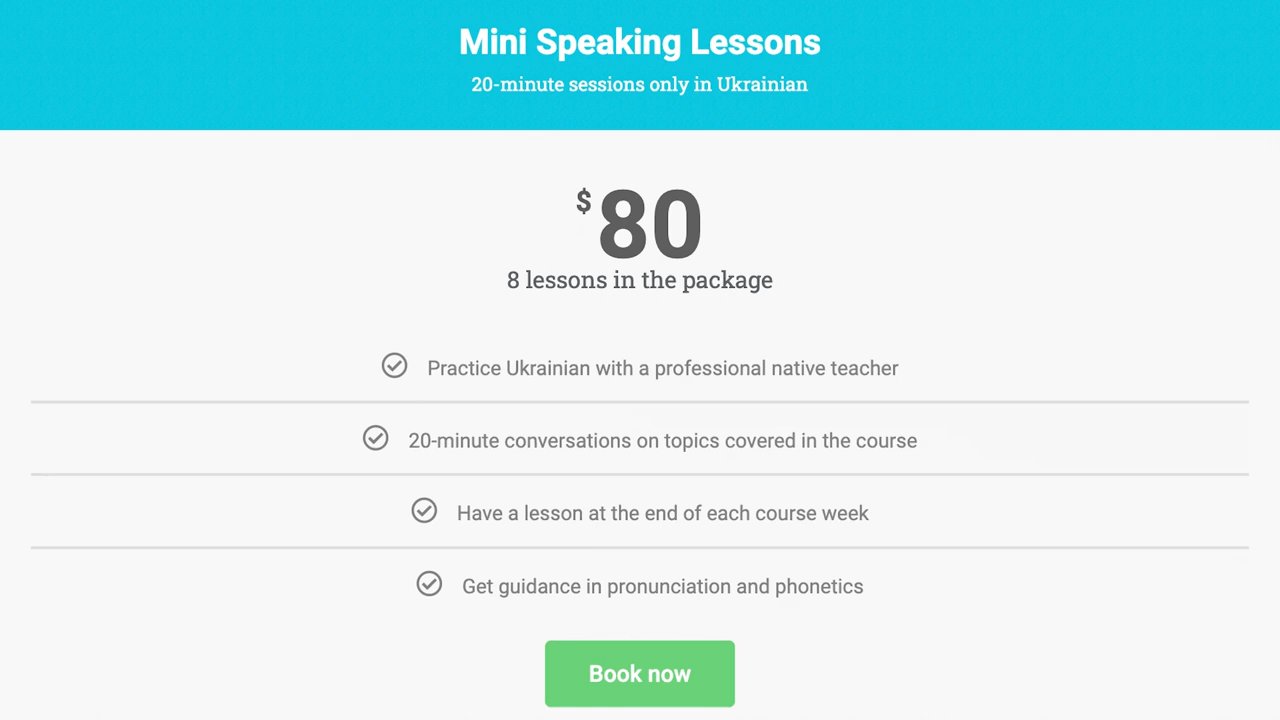 Mini Speaking Lessons
20-minute sessions only in Ukrainian
$80
8 lessons in the package
Practice Ukrainian with a professional native teacher
20-minute conversations on topics covered in the course
Have a lesson at the end of each course week
Get guidance in pronunciation and phonetics
Book now